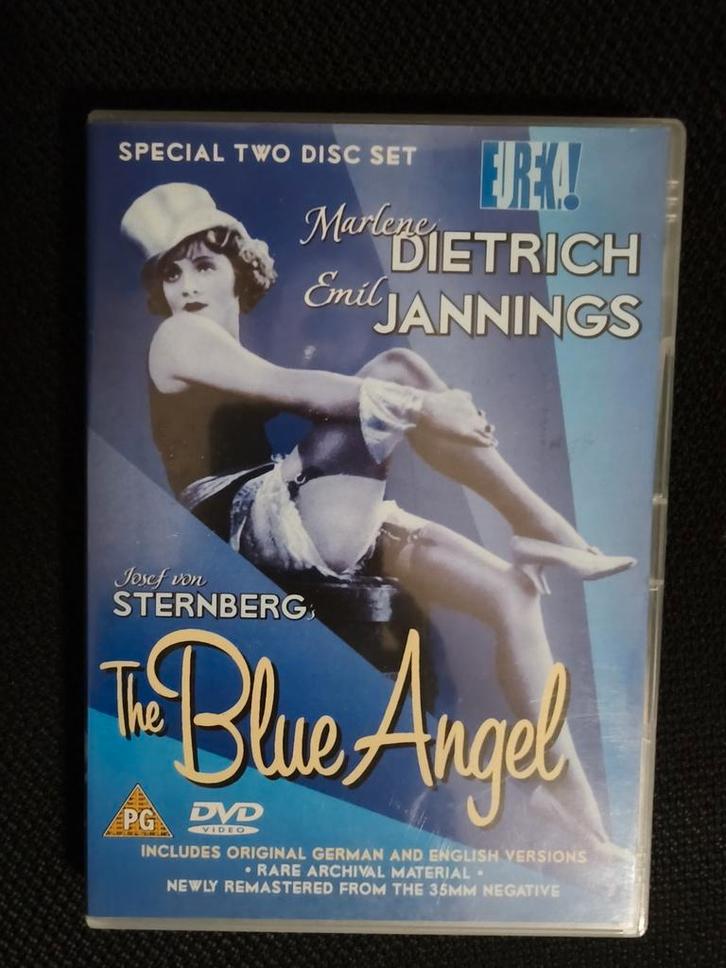 SPECIAL TWO DISC SET
EUREKA!
Marlene
DIETRICH
Emil
JANNINGS
Josef von
STERNBERG's
The Blue Angel
PG
DVD
VIDEO
INCLUDES ORIGINAL GERMAN AND ENGLISH VERSIONS
• RARE ARCHIVAL MATERIAL •
NEWLY REMASTERED FROM THE 35MM NEGATIVE